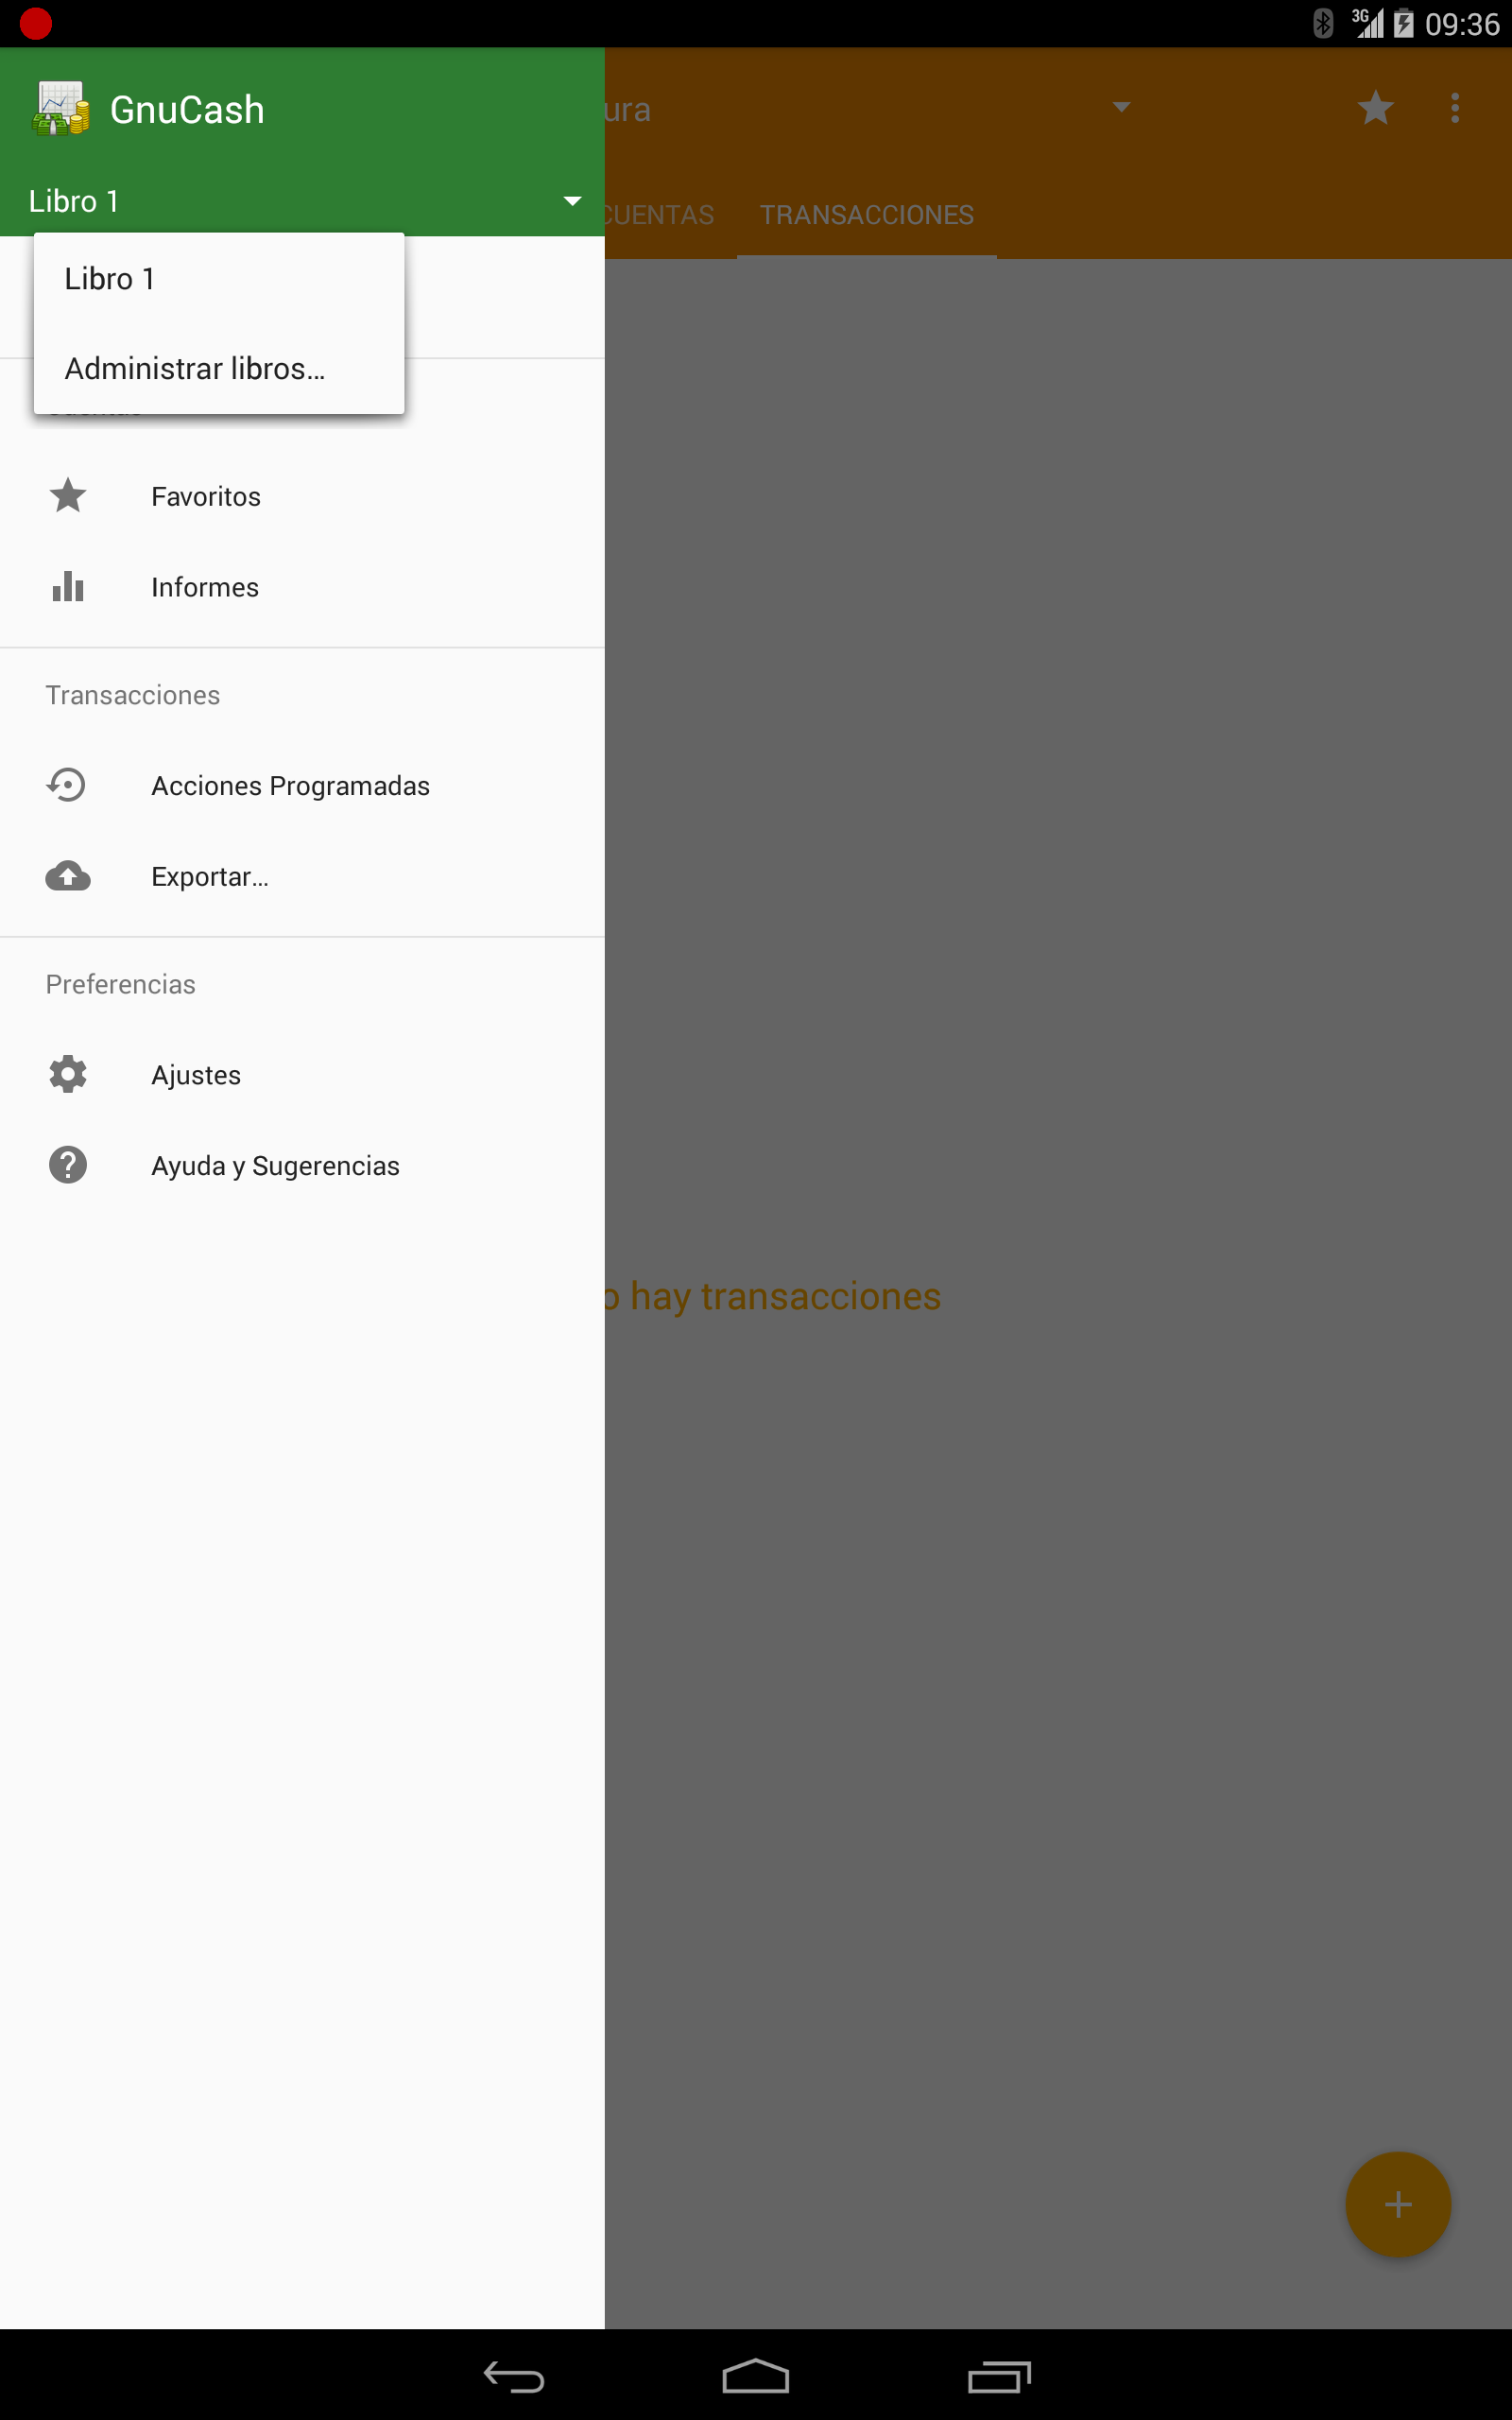 3G 09:36
GnuCash
Libro 1
CUENTAS TRANSACCIONES
Libro 1
Administrar libros...
Favoritos
Informes
Transacciones
Acciones Programadas
Exportar...
Preferencias
Ajustes
Ayuda y Sugerencias
hay transacciones